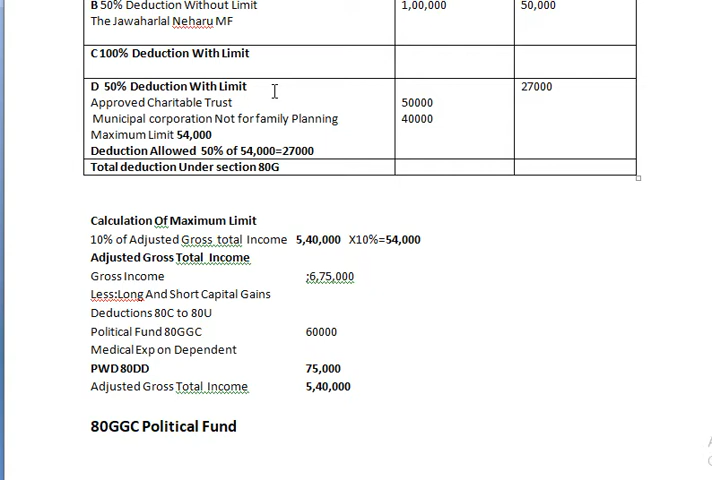 B 50% Deduction Without Limit 1,00,000 50,000
The Jawaharlal Neharu MF
C 100% Deduction With Limit
D 50% Deduction With Limit 27000
Approved Charitable Trust 50000
Municipal corporation Not for family Planning 40000
Maximum Limit 54,000
Deduction Allowed 50% of 54,000=27000
Total deduction Under section 80G
Calculation Of Maximum Limit
10% of Adjusted Gross total Income 5,40,000 X10%=54,000
Adjusted Gross Total Income
Gross Income :6,75,000
Less:Long And Short Capital Gains
Deductions 80C to 80U
Political Fund 80GGC 60000
Medical Exp on Dependent
PWD 80DD 75,000
Adjusted Gross Total Income 5,40,000
80GGC Political Fund